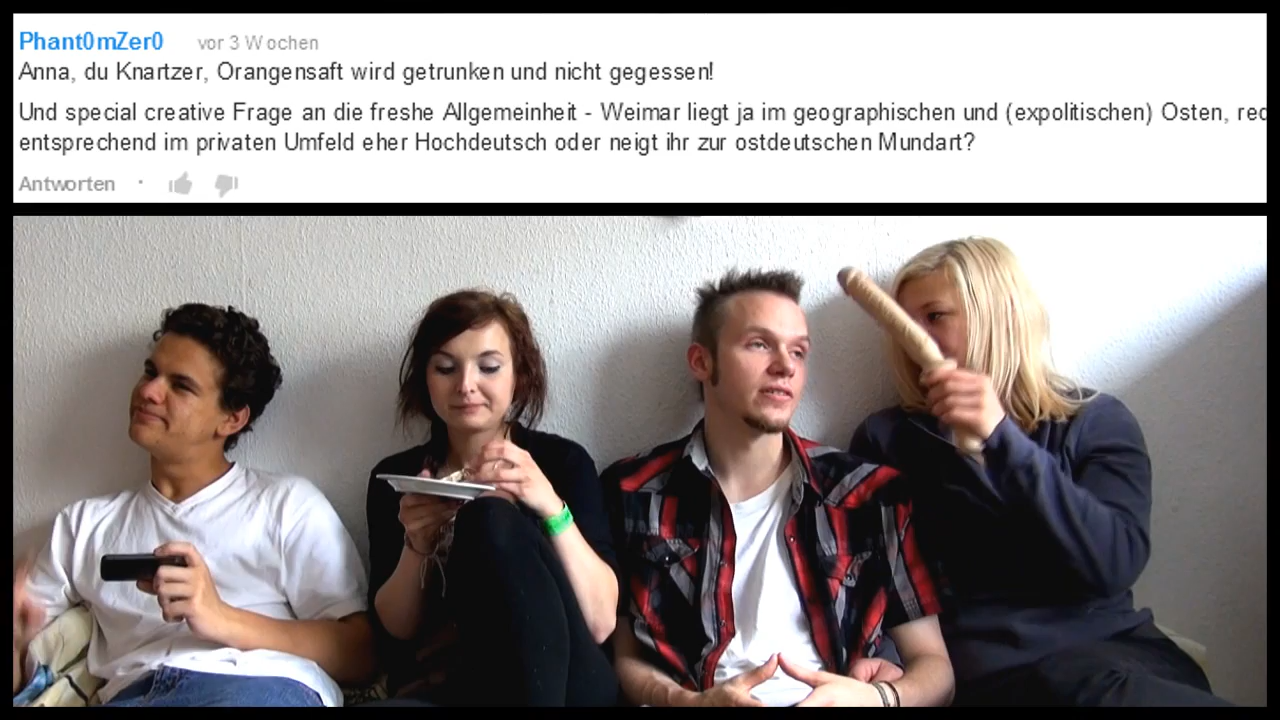 Phant0mZer0 vor 3 Wochen
Anna, du Knartzer, Orangensaft wird getrunken und nicht gegessen!
Und special creative Frage an die freshe Allgemeinheit - Weimar liegt ja im geographischen und (expolitischen) Osten,
entsprechend im privaten Umfeld eher Hochdeutsch oder neigt ihr zur ostdeutschen Mundart?
Antworten ·